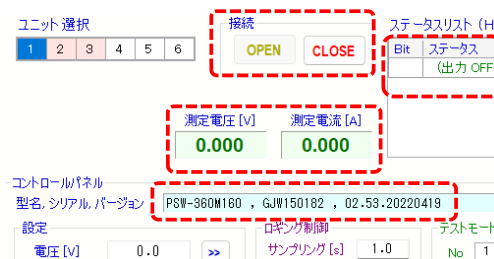 ユニット選択
接続
ステータスリスト (H
1 2 3 4 5 6
OPEN CLOSE
Bit ステータス
(出力 OFF
測定電圧 [V] 測定電流 [A]
0.000 0.000
コントロールパネル
型名, シリアル, バージョン PSW-360M160 , GJW150182 , 02.53.20220419
設定 ロギング制御 テストモード
電圧 [V] 0.0 >> サンプリング [s] 1.0 No 1